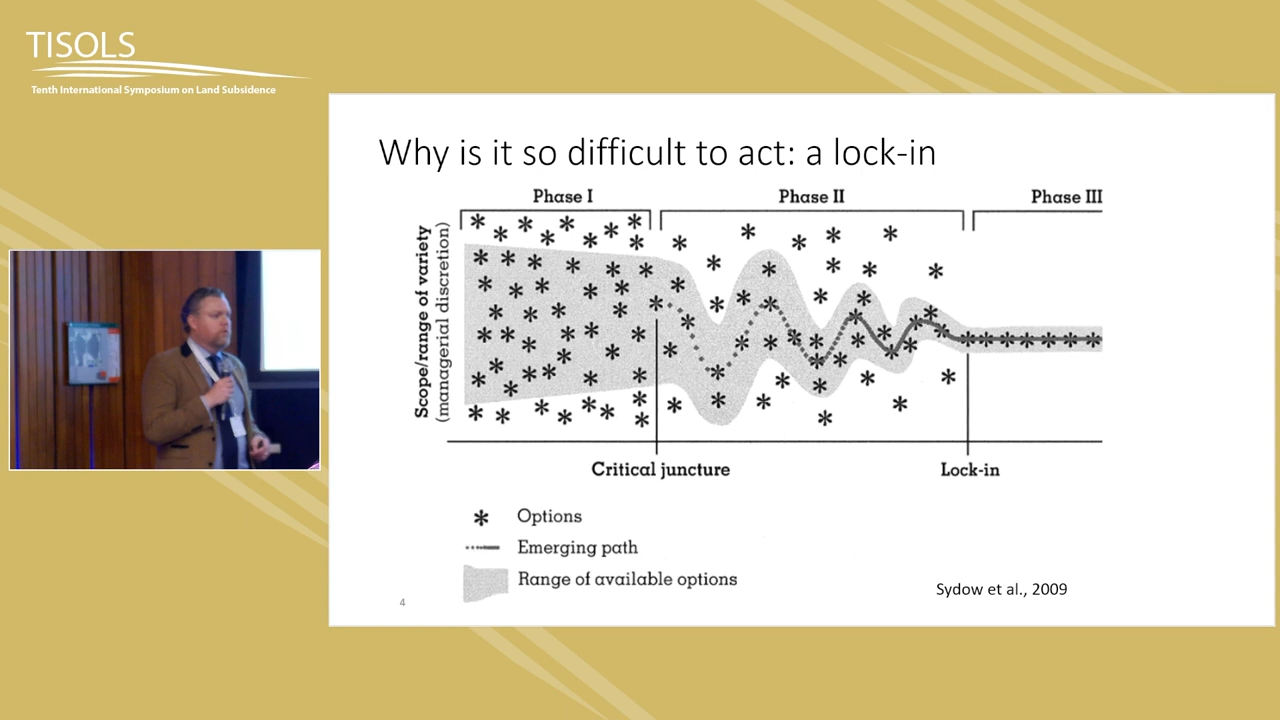 TISOLS
Tenth International Symposium on Land Subsidence
Why is it so difficult to act: a lock-in
Phase I
Phase II
Phase III
Scope/range of variety
(managerial discretion)
Critical juncture
Lock-in
Options
Emerging path
Range of available options
Sydow et al., 2009
4